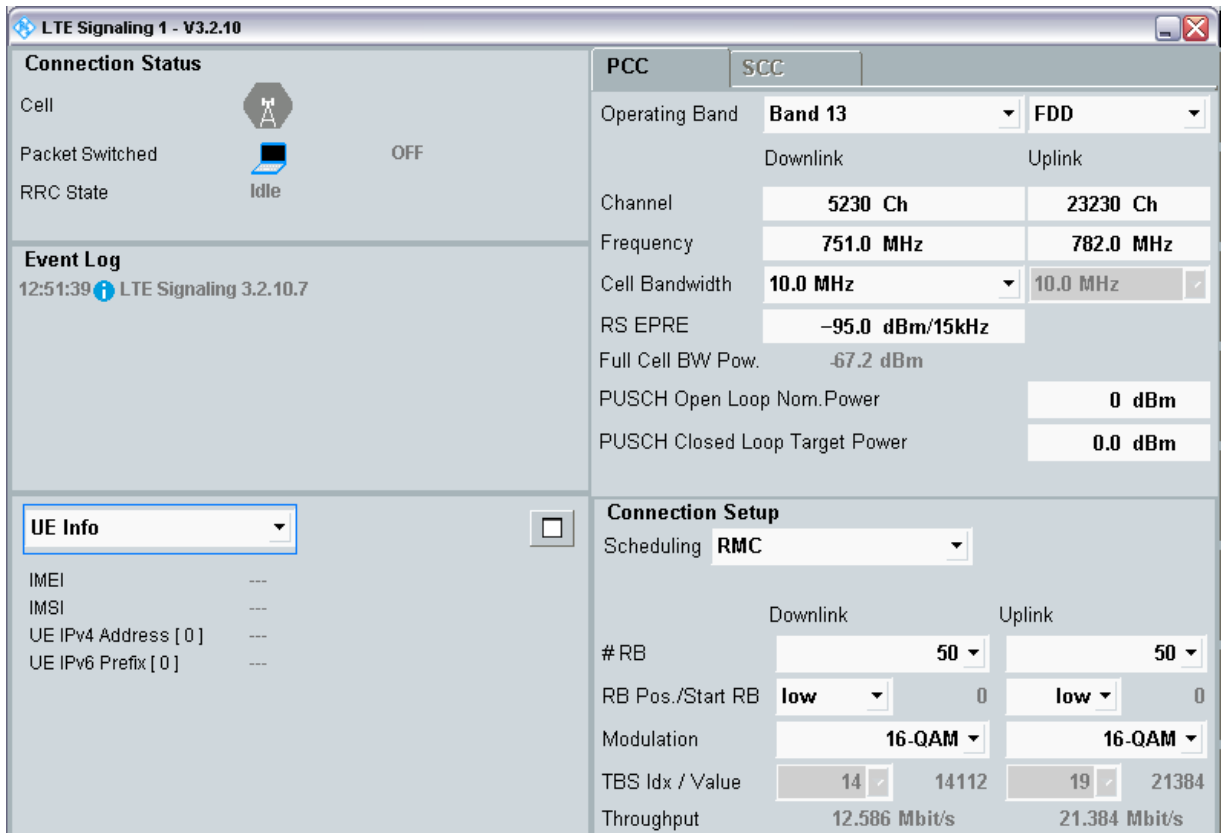 LTE Signaling 1 - V3.2.10
Connection Status
Cell
Packet Switched OFF
RRC State Idle
Event Log
12:51:39 LTE Signaling 3.2.10.7
UE Info
IMEI ---
IMSI ---
UE IPv4 Address [ 0 ] ---
UE IPv6 Prefix [ 0 ] ---
PCC SCC
Operating Band Band 13 FDD
Downlink Uplink
Channel 5230 Ch 23230 Ch
Frequency 751.0 MHz 782.0 MHz
Cell Bandwidth 10.0 MHz 10.0 MHz
RS EPRE −95.0 dBm/15kHz
Full Cell BW Pow. -67.2 dBm
PUSCH Open Loop Nom.Power 0 dBm
PUSCH Closed Loop Target Power 0.0 dBm
Connection Setup
Scheduling RMC
Downlink Uplink
# RB 50 50
RB Pos./Start RB low 0 low 0
Modulation 16-QAM 16-QAM
TBS Idx / Value 14 14112 19 21384
Throughput 12.586 Mbit/s 21.384 Mbit/s